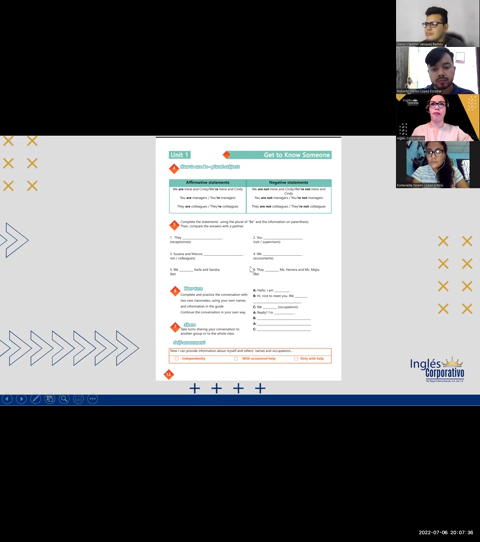 Unit 1
Get to Know Someone
Affirmative statements
Negative statements
We are Irene and Cindy/We're Irene and Cindy
We are not Irene and Cindy/We're not Irene and Cindy
You are managers / You're managers
You are not managers / You're not managers
They are colleagues / They're colleagues
They are not colleagues / They're not colleagues
Complete the statements using the plural of "Be" and the information on parenthesis.
Then, compare the answers with a partner.
1. They
(receptionists)
2. You
(not / supervisors)
3. Susana and Marcos
not / colleagues)
4. We
(accountants)
5. We Karla and Sandra
6. They Ms. Herrera and Ms. Mejia.
Complete and practice the conversation with
two new classmates, using your own names
and information in the guide.
Continue the conversation in your own way.
A: Hello, I am
B: Hi, nice to meet you. We
C: We (occupations)
A: Really? I'm
B:
A:
C:
Share
Take turns sharing your conversation to
another group or to the whole class.
Self-assessment
Now I can provide information about myself and others: names and occupations.
Independently
With occasional help
Only with help
Inglés
Corporativo
2022-07-06 20:07:36